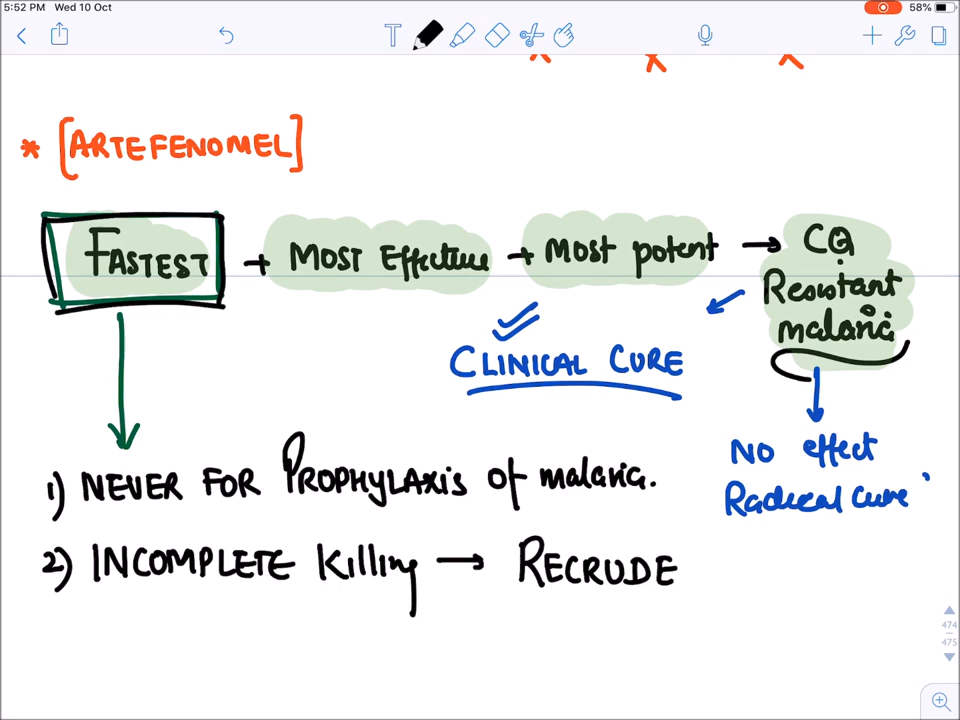 5:52 PM Wed 10 Oct
58%
* [ARTEFENOMEL]
FASTEST + MOST Effective + Most potent → CQ
Resistant
malaria
CLINICAL CURE
No effect
Radical cure
1) NEVER FOR PROPHYLAXIS of malaria.
2) INCOMPLETE Killing → RECRUDE
474
475